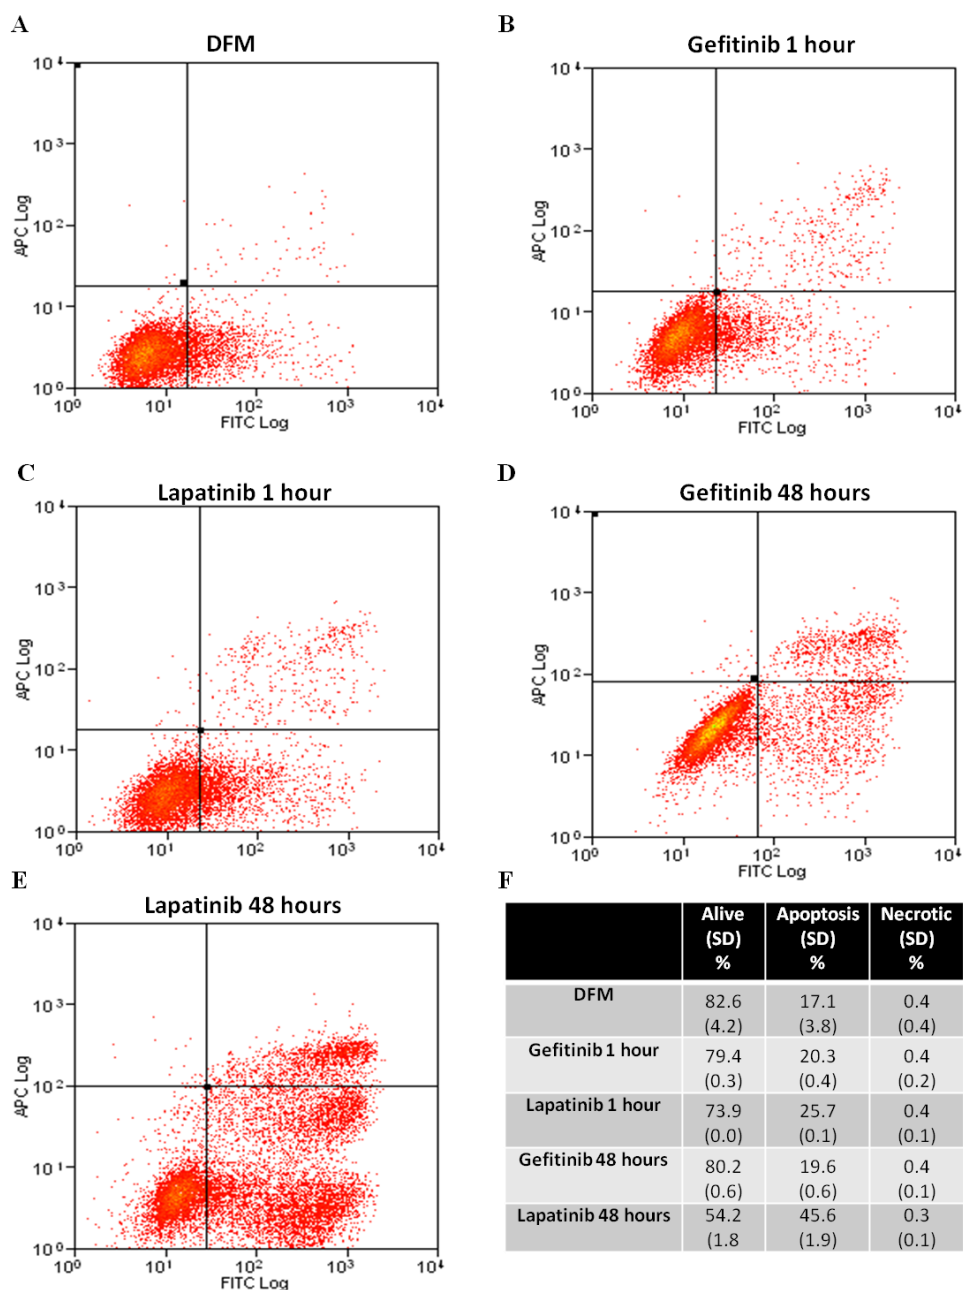 A
DFM
10⁴
10³
10²
10¹
10⁰
APC Log
10⁰ 10¹ 10² 10³ 10⁴
FITC Log
B
Gefitinib 1 hour
10⁴
10³
10²
10¹
10⁰
APC Log
10⁰ 10¹ 10² 10³ 10⁴
FITC Log
C
Lapatinib 1 hour
10⁴
10³
10²
10¹
10⁰
APC Log
10⁰ 10¹ 10² 10³ 10⁴
FITC Log
D
Gefitinib 48 hours
10⁴
10³
10²
10¹
10⁰
APC Log
10⁰ 10¹ 10² 10³ 10⁴
FITC Log
E
Lapatinib 48 hours
10⁴
10³
10²
10¹
10⁰
APC Log
10⁰ 10¹ 10² 10³ 10⁴
FITC Log
F
Alive Apoptosis Necrotic
(SD) (SD) (SD)
% % %
DFM 82.6 17.1 0.4
(4.2) (3.8) (0.4)
Gefitinib 1 hour 79.4 20.3 0.4
(0.3) (0.4) (0.2)
Lapatinib 1 hour 73.9 25.7 0.4
(0.0) (0.1) (0.1)
Gefitinib 48 hours 80.2 19.6 0.4
(0.6) (0.6) (0.1)
Lapatinib 48 hours 54.2 45.6 0.3
(1.8 (1.9) (0.1)